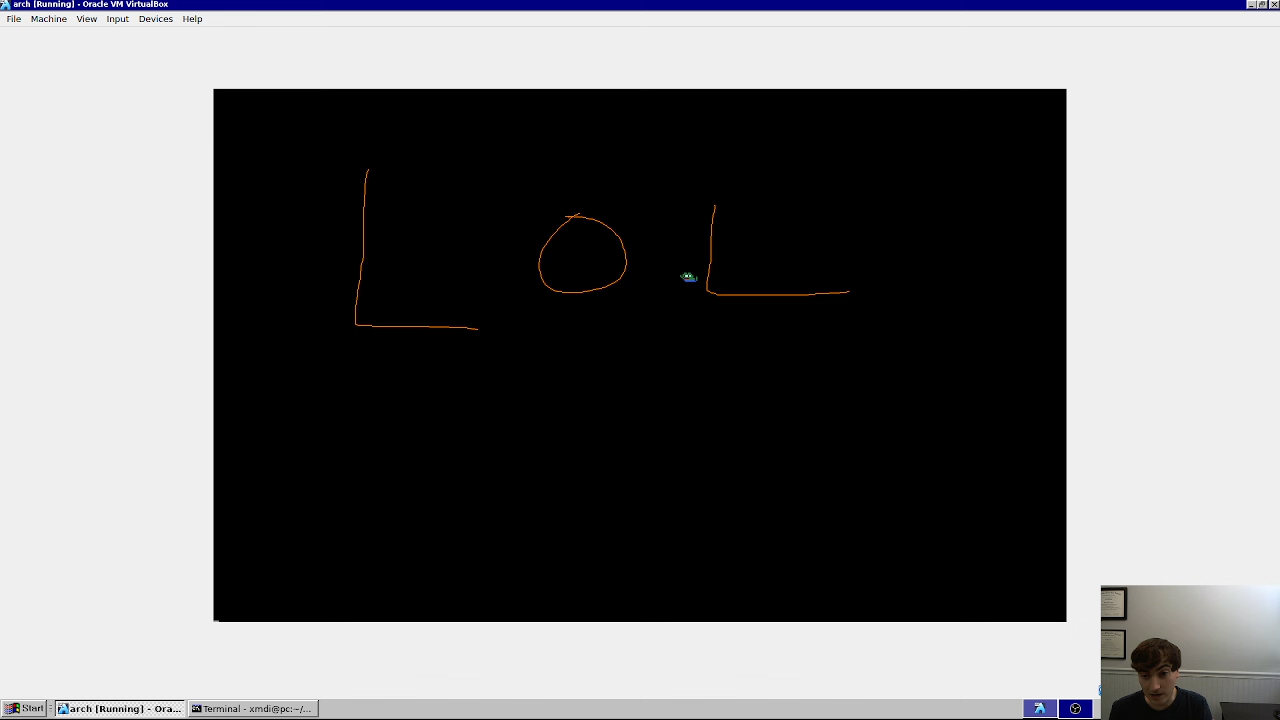 arch [Running] - Oracle VM VirtualBox
File Machine View Input Devices Help
LOL
Start arch [Running] - Ora... Terminal - xmdi@pc:~/...